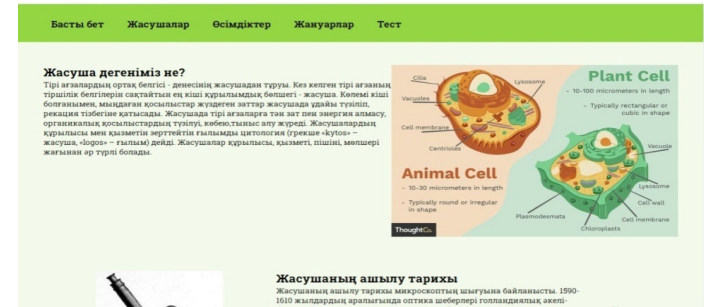 Басты бет Жасушалар Өсімдіктер Жануарлар Тест
Жасуша дегеніміз не?
Тірі ағзалардың ортақ белгісі - денесінің жасушадан тұруы. Кез келген тірі ағзаның
тіршілік белгілерін сақтайтын ең кіші құрылымдық бөлшегі - жасуша. Көлемі кіші
болғанымен, мыңдаған қосылыстар жүздеген заттар жасушада ұдайы түзіліп,
рекация тізбегіне қатысады. Жасушада тірі ағзаларға тән зат пен энергия алмасу,
органикалық қосылыстардың түзілуі, көбею,тыныс алу жүреді. Жасушалардың
құрылысы мен қызметін зерттейтін ғылымды цитология (грекше «kytos» –
жасуша, «logos» – ғылым) дейді. Жасушалар құрылысы, қызметі, пішіні, мөлшері
жағынан әр түрлі болады.
Cilia
Lysosome
Vacuoles
Cell membrane
Centrioles
Animal Cell
- 10-30 micrometers in length
- Typically round or irregular
in shape
ThoughtCo.
Plant Cell
- 10-100 micrometers in length
- Typically rectangular or
cubic in shape
Vacuole
Lysosome
Cell wall
Cell membrane
Plasmodesmata
Chloroplasts
Жасушаның ашылу тарихы
Жасушаның ашылу тарихы микроскоптың шығуына байланысты. 1590-
1610 жылдардың аралығында оптика шеберлері голландиялық әкелі-